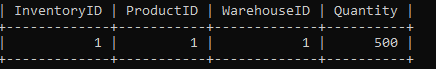 | InventoryID | ProductID | WarehouseID | Quantity |
+-------------+-----------+-------------+----------+
| 1 | 1 | 1 | 500 |
+-------------+-----------+-------------+----------+